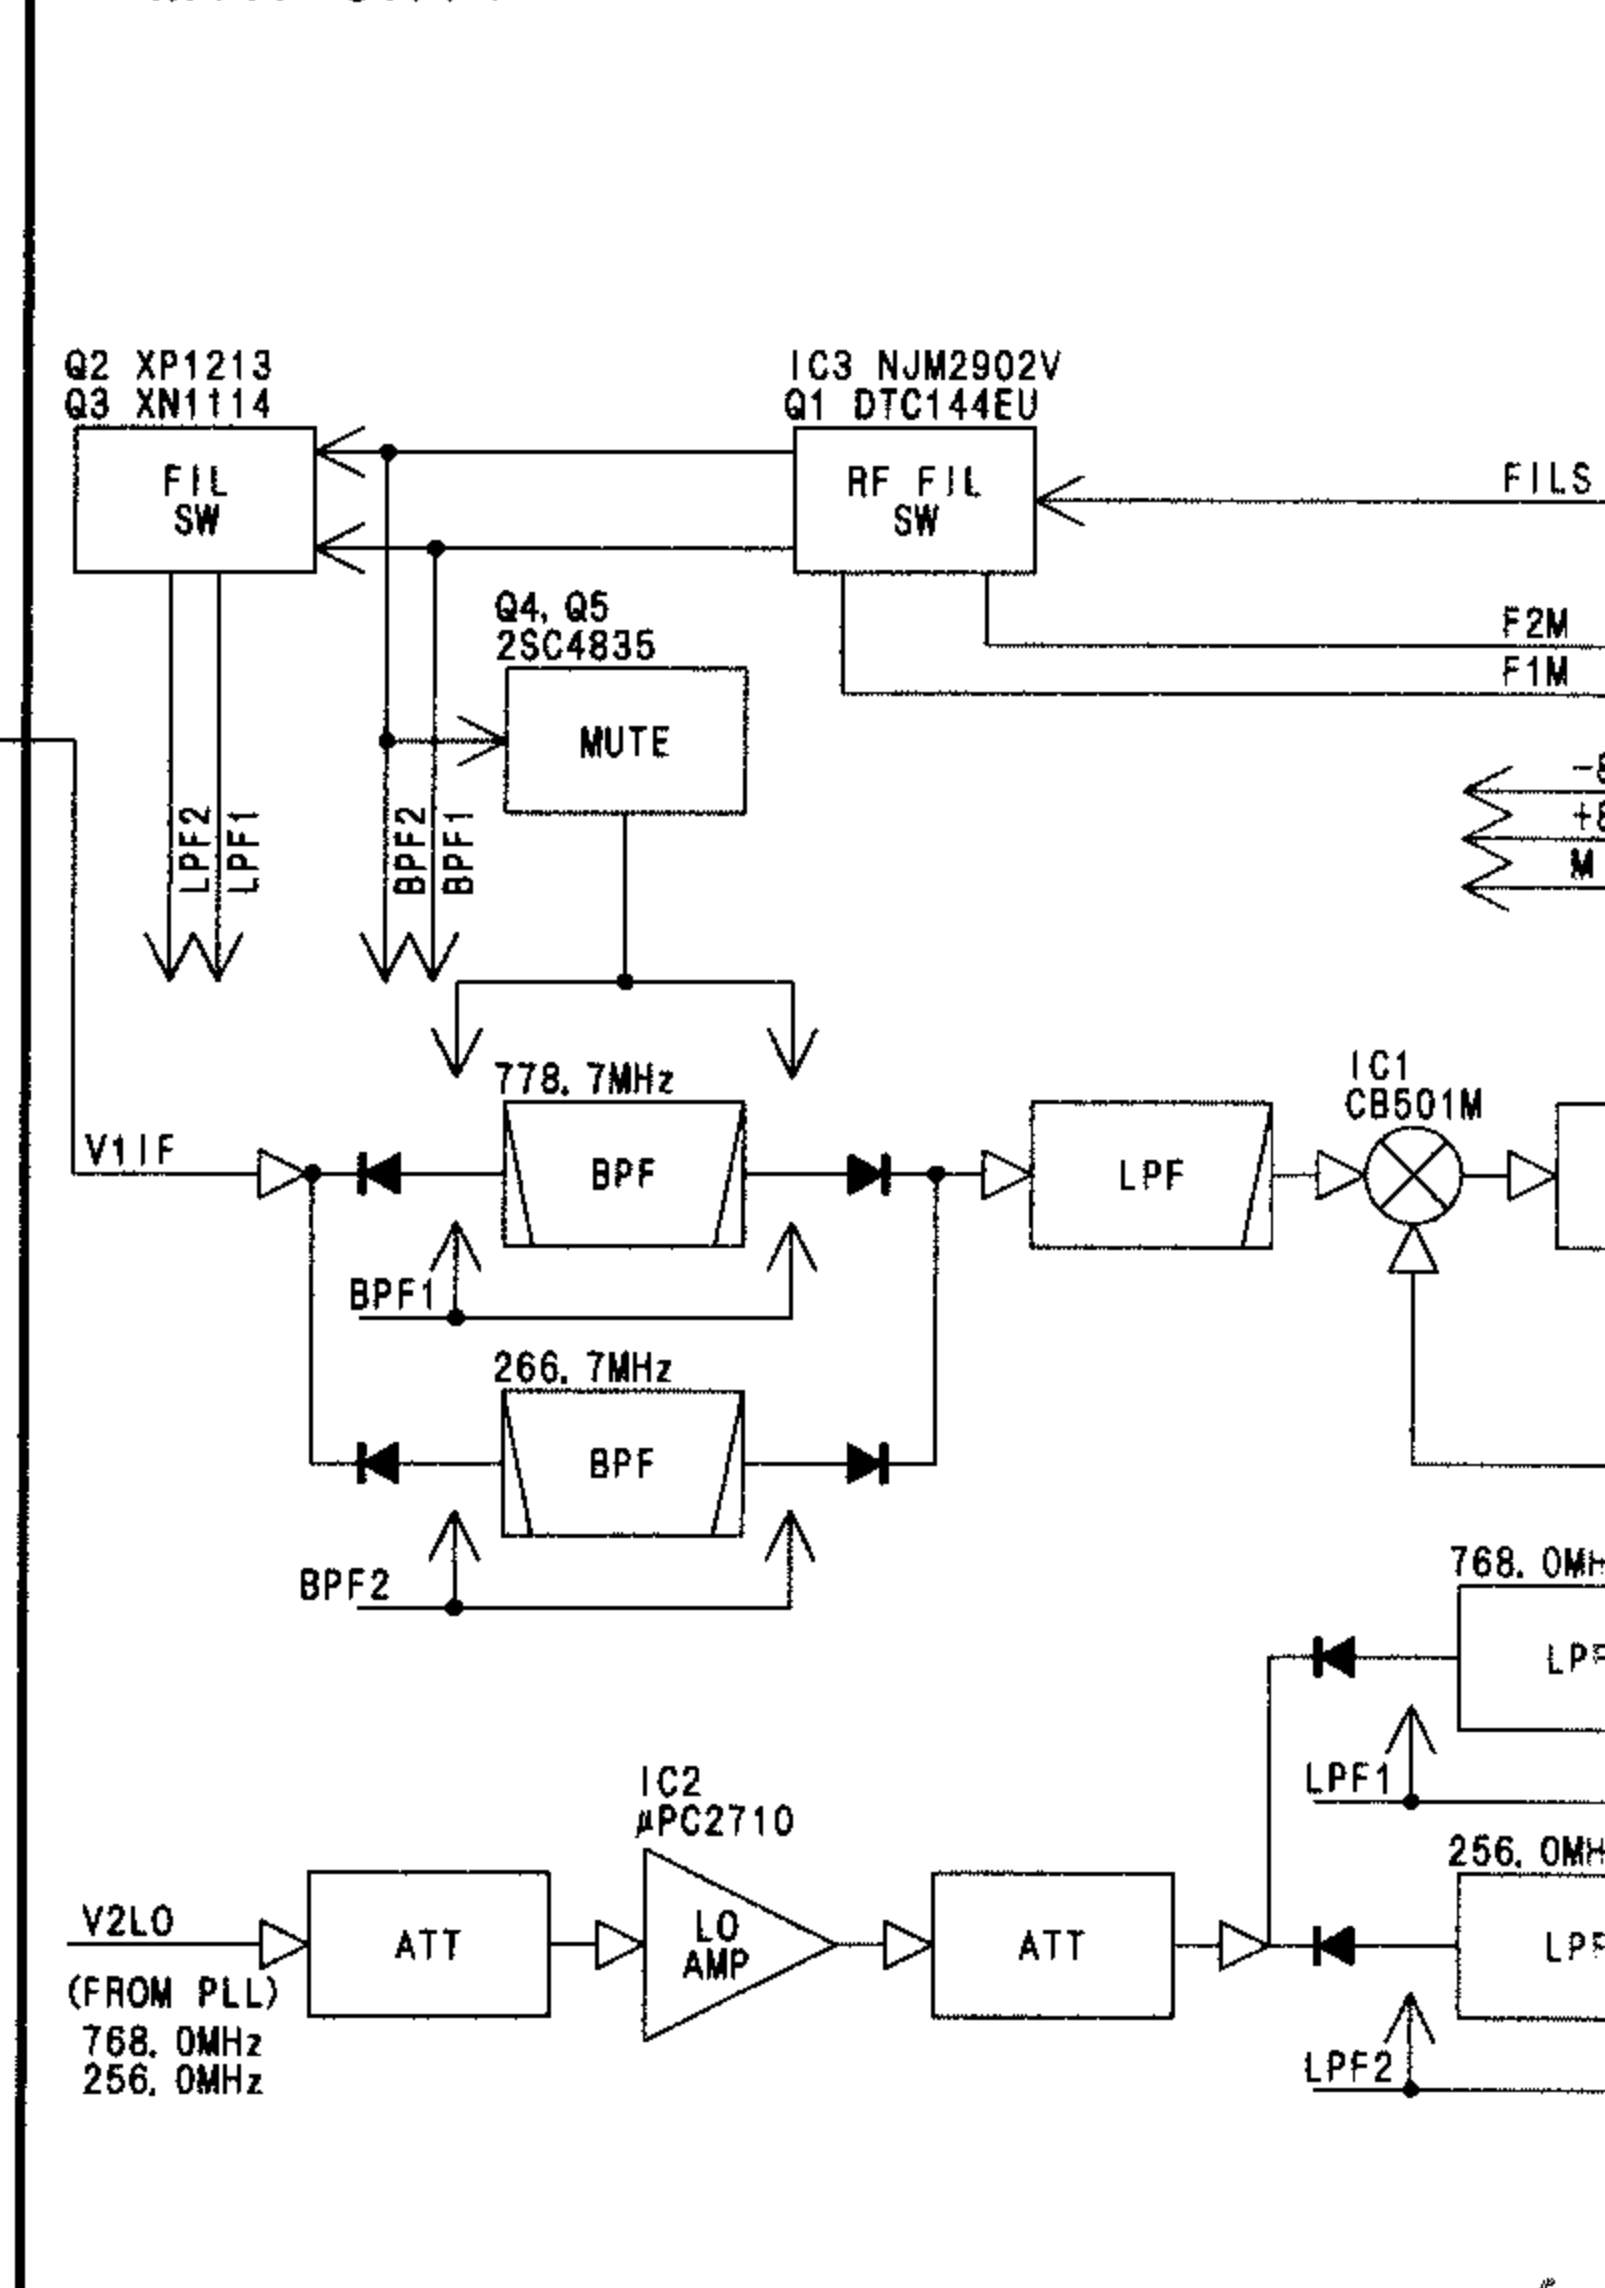 Q2 XP1213
Q3 XN1114
FIL
SW
IC3 NJM2902V
Q1 DTC144EU
RF FIL
SW
FILS
F2M
F1M
Q4, Q5
2SC4835
MUTE
LPF2
LPF1
BPF2
BPF1
M
V1IF
778. 7MHz
BPF
BPF1
LPF
IC1
CB501M
266. 7MHz
BPF
BPF2
768. 0MH
LPF
LPF1
256. 0MH
LPF
LPF2
IC2
μPC2710
V2LO
ATT
LO
AMP
ATT
(FROM PLL)
768. 0MHz
256. 0MHz